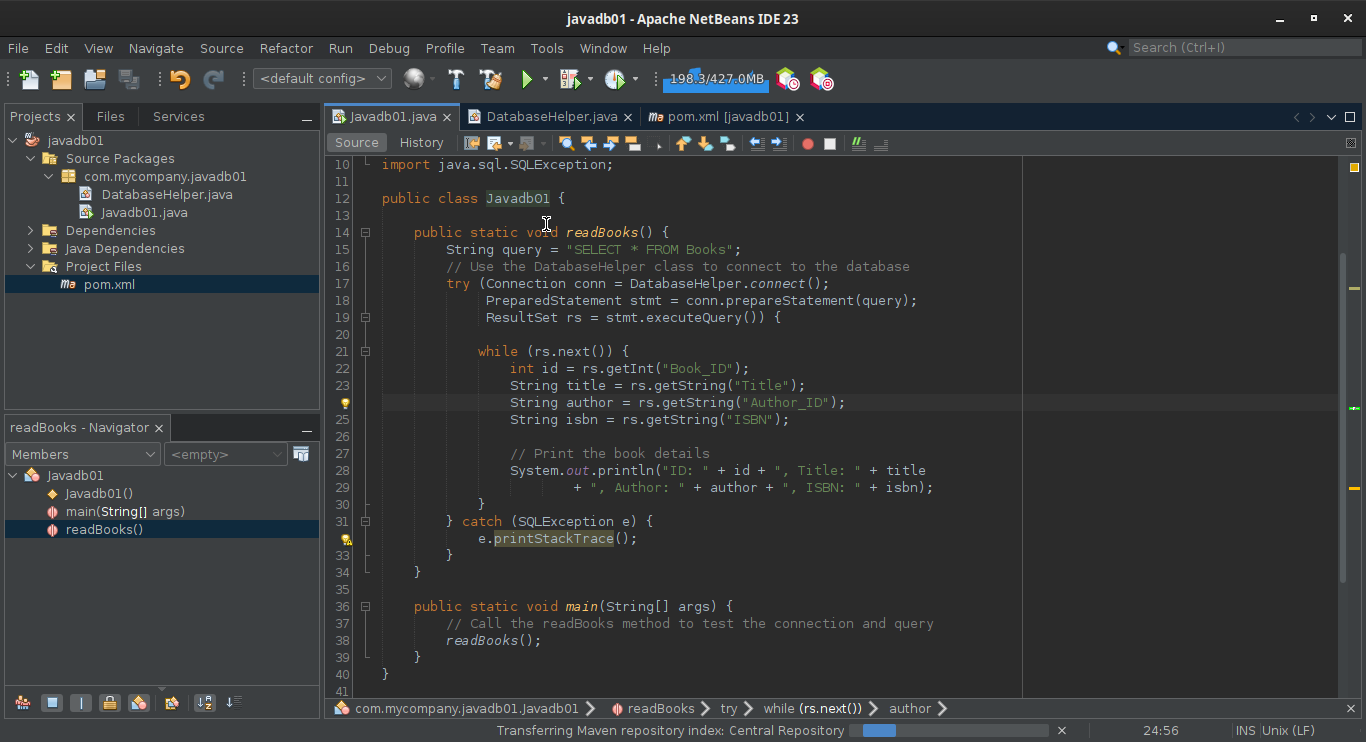 javadb01 - Apache NetBeans IDE 23
File Edit View Navigate Source Refactor Run Debug Profile Team Tools Window Help
Search (Ctrl+I)
<default config>
198.3/427.0MB
Projects Files Services
javadb01
Source Packages
com.mycompany.javadb01
DatabaseHelper.java
Javadb01.java
Dependencies
Java Dependencies
Project Files
pom.xml
readBooks - Navigator
Members <empty>
Javadb01
Javadb01()
main(String[] args)
readBooks()
Javadb01.java DatabaseHelper.java pom.xml [javadb01]
Source History
10 import java.sql.SQLException;
11
12 public class Javadb01 {
13
14 public static void readBooks() {
15 String query = "SELECT * FROM Books";
16 // Use the DatabaseHelper class to connect to the database
17 try (Connection conn = DatabaseHelper.connect();
18 PreparedStatement stmt = conn.prepareStatement(query);
19 ResultSet rs = stmt.executeQuery()) {
20
21 while (rs.next()) {
22 int id = rs.getInt("Book_ID");
23 String title = rs.getString("Title");
String author = rs.getString("Author_ID");
25 String isbn = rs.getString("ISBN");
26
27 // Print the book details
28 System.out.println("ID: " + id + ", Title: " + title
29 + ", Author: " + author + ", ISBN: " + isbn);
30 }
31 } catch (SQLException e) {
e.printStackTrace();
33 }
34 }
35
36 public static void main(String[] args) {
37 // Call the readBooks method to test the connection and query
38 readBooks();
39 }
40 }
41
com.mycompany.javadb01.Javadb01 readBooks try while (rs.next()) author
Transferring Maven repository index: Central Repository 24:56 INS Unix (LF)